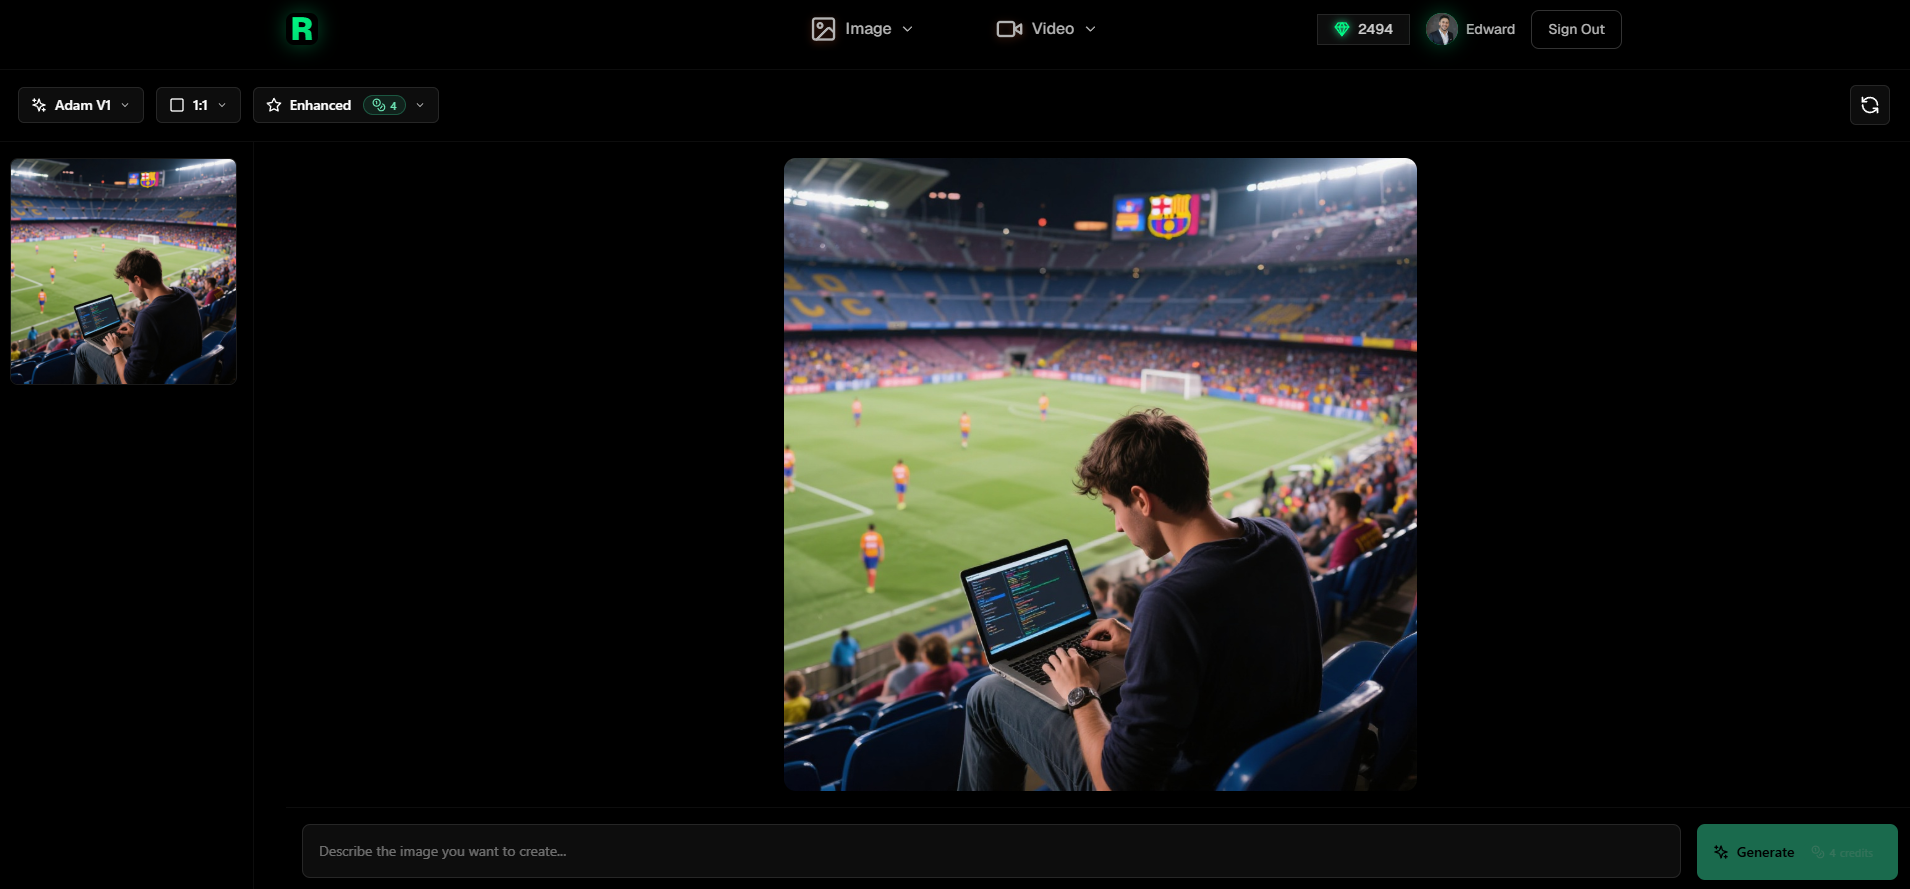 R
Image
Video
2494
Edward
Sign Out
Adam V1
1:1
Enhanced
4
Describe the image you want to create...
Generate
4 credits